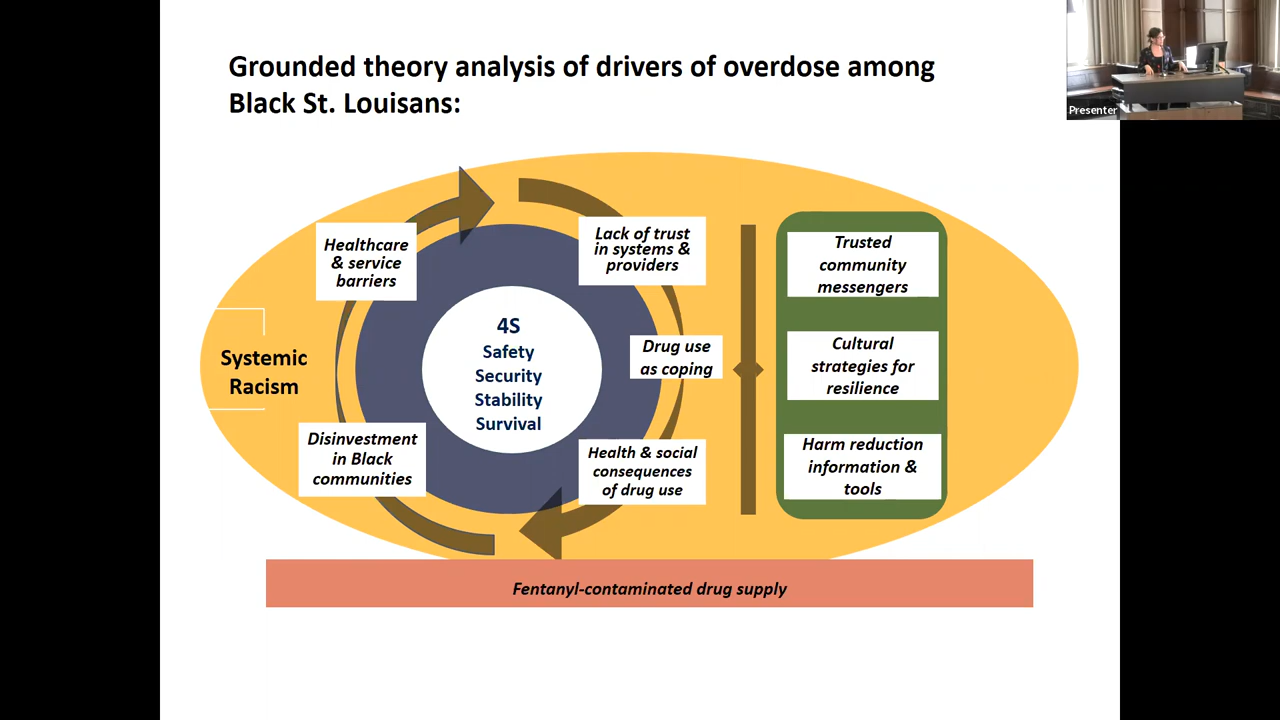 Grounded theory analysis of drivers of overdose among
Black St. Louisans:
Presenter
Healthcare
& service
barriers
Lack of trust
in systems &
providers
Trusted
community
messengers
4S
Safety
Security
Stability
Survival
Drug use
as coping
Cultural
strategies for
resilience
Systemic
Racism
Disinvestment
in Black
communities
Health & social
consequences
of drug use
Harm reduction
information &
tools
Fentanyl-contaminated drug supply